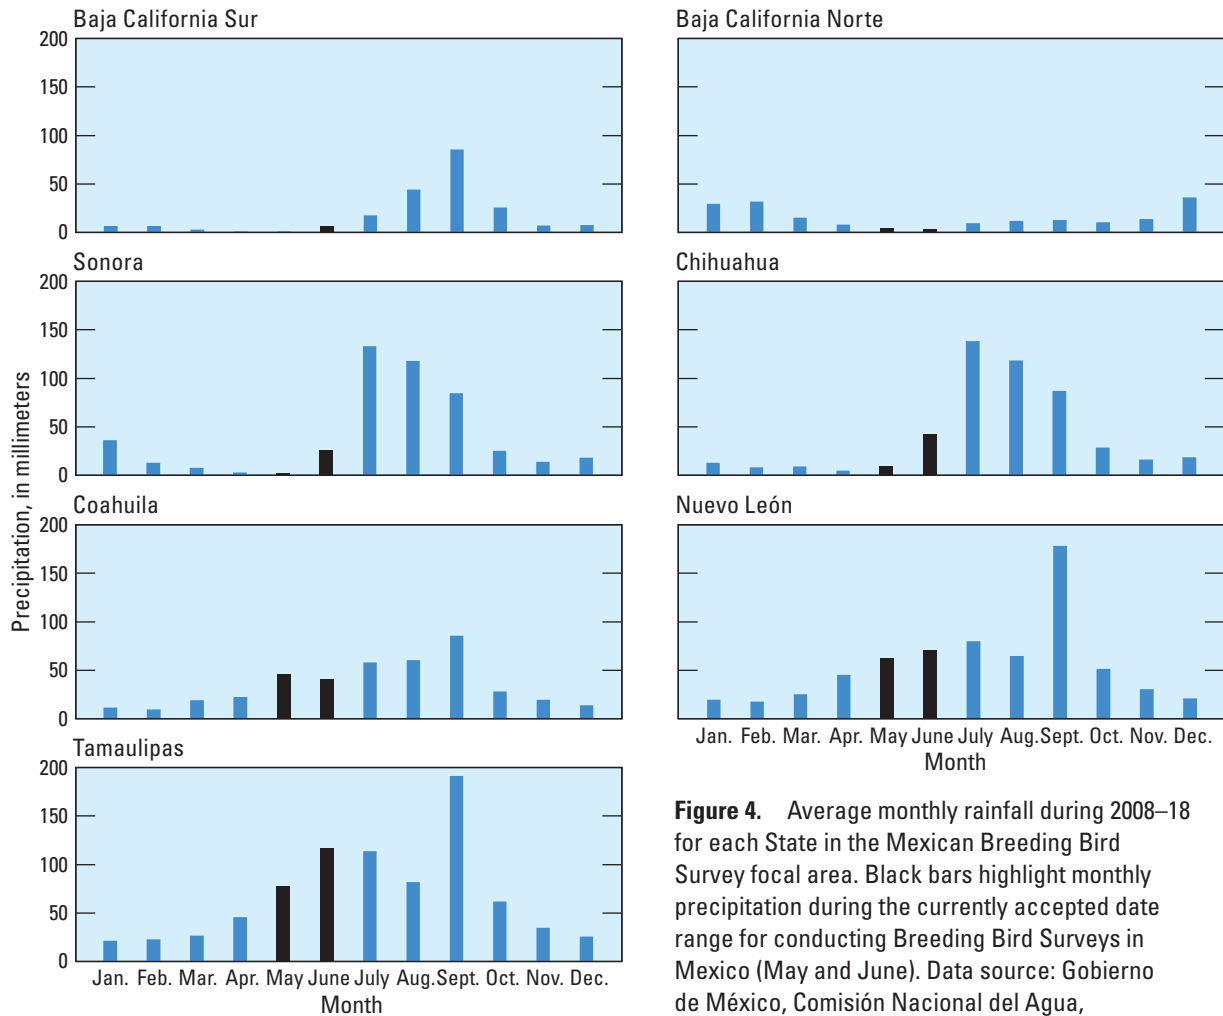 Baja California Sur
200
150
100
50
0
Baja California Norte
Sonora
200
150
100
50
0
Chihuahua
Precipitation, in millimeters
Coahuila
200
150
100
50
0
Nuevo León
Jan. Feb. Mar. Apr. May June July Aug. Sept. Oct. Nov. Dec.
Month
Tamaulipas
200
150
100
50
0
Jan. Feb. Mar. Apr. May June July Aug. Sept. Oct. Nov. Dec.
Month
Figure 4. Average monthly rainfall during 2008–18
for each State in the Mexican Breeding Bird
Survey focal area. Black bars highlight monthly
precipitation during the currently accepted date
range for conducting Breeding Bird Surveys in
Mexico (May and June). Data source: Gobierno
de México, Comisión Nacional del Agua,